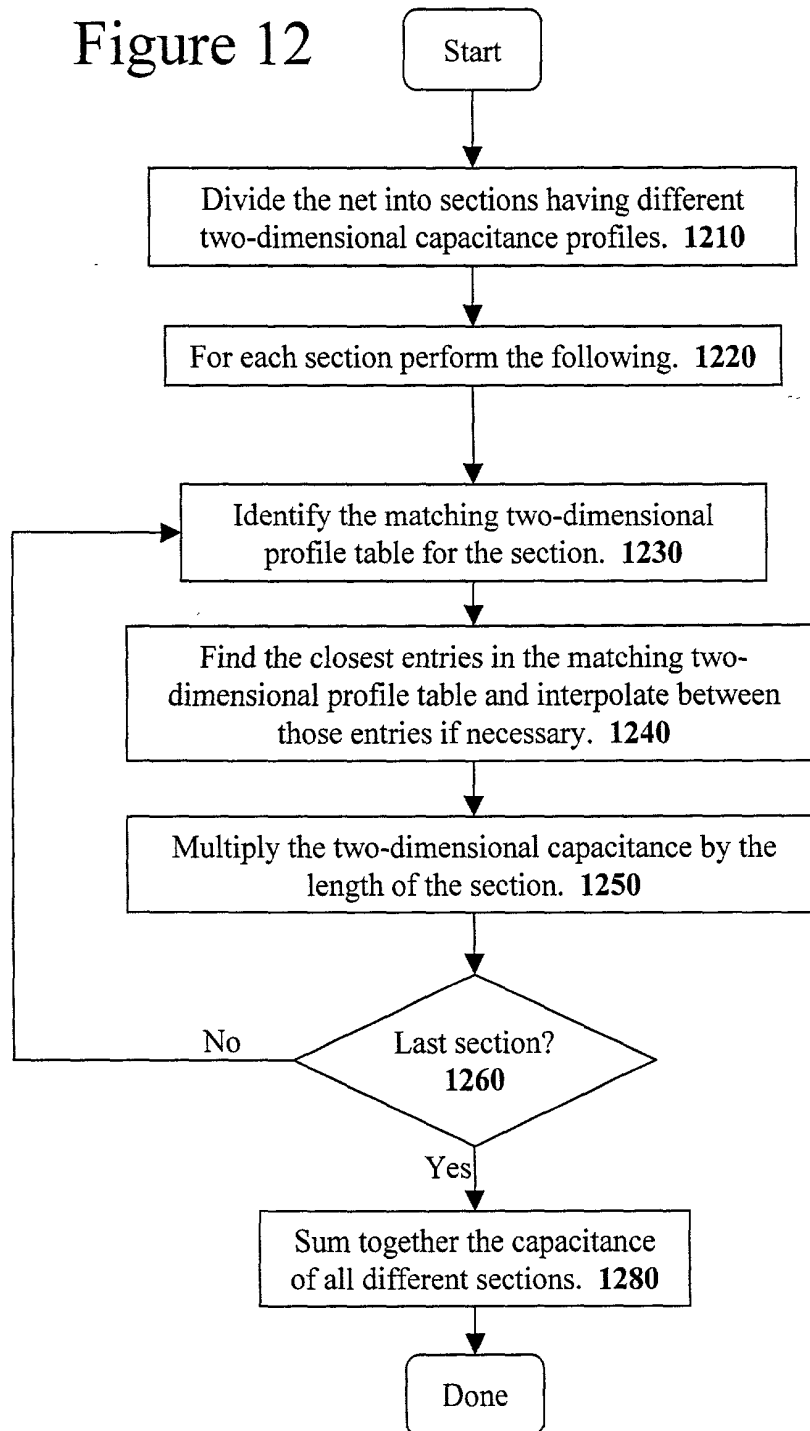 Figure 12
Start
Divide the net into sections having different
two-dimensional capacitance profiles. 1210
For each section perform the following. 1220
Identify the matching two-dimensional
profile table for the section. 1230
Find the closest entries in the matching two-
dimensional profile table and interpolate between
those entries if necessary. 1240
Multiply the two-dimensional capacitance by the
length of the section. 1250
No
Last section?
1260
Yes
Sum together the capacitance
of all different sections. 1280
Done